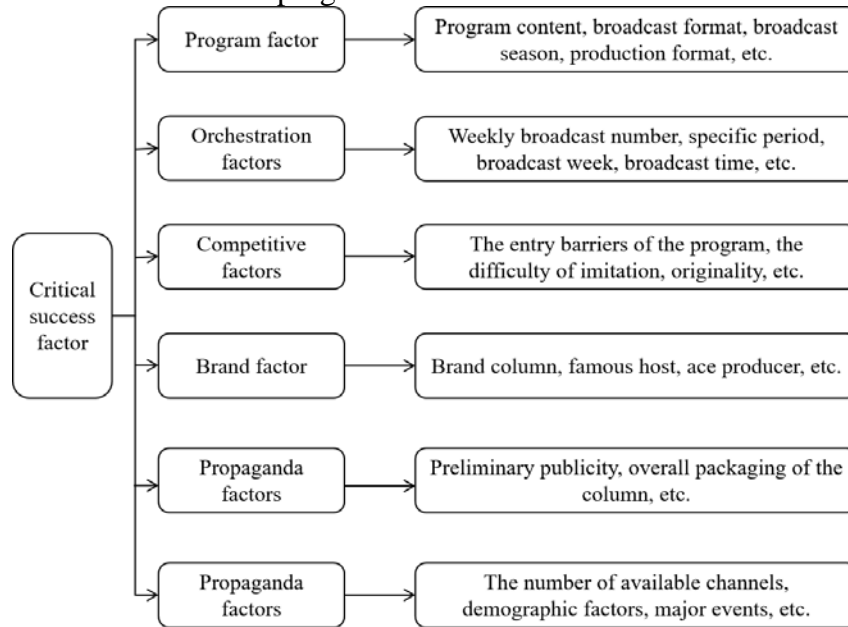 Program factor
Program content, broadcast format, broadcast
season, production format, etc.
Orchestration
factors
Weekly broadcast number, specific period,
broadcast week, broadcast time, etc.
Competitive
factors
The entry barriers of the program, the
difficulty of imitation, originality, etc.
Critical
success
factor
Brand factor
Brand column, famous host, ace producer, etc.
Propaganda
factors
Preliminary publicity, overall packaging of the
column, etc.
Propaganda
factors
The number of available channels,
demographic factors, major events, etc.